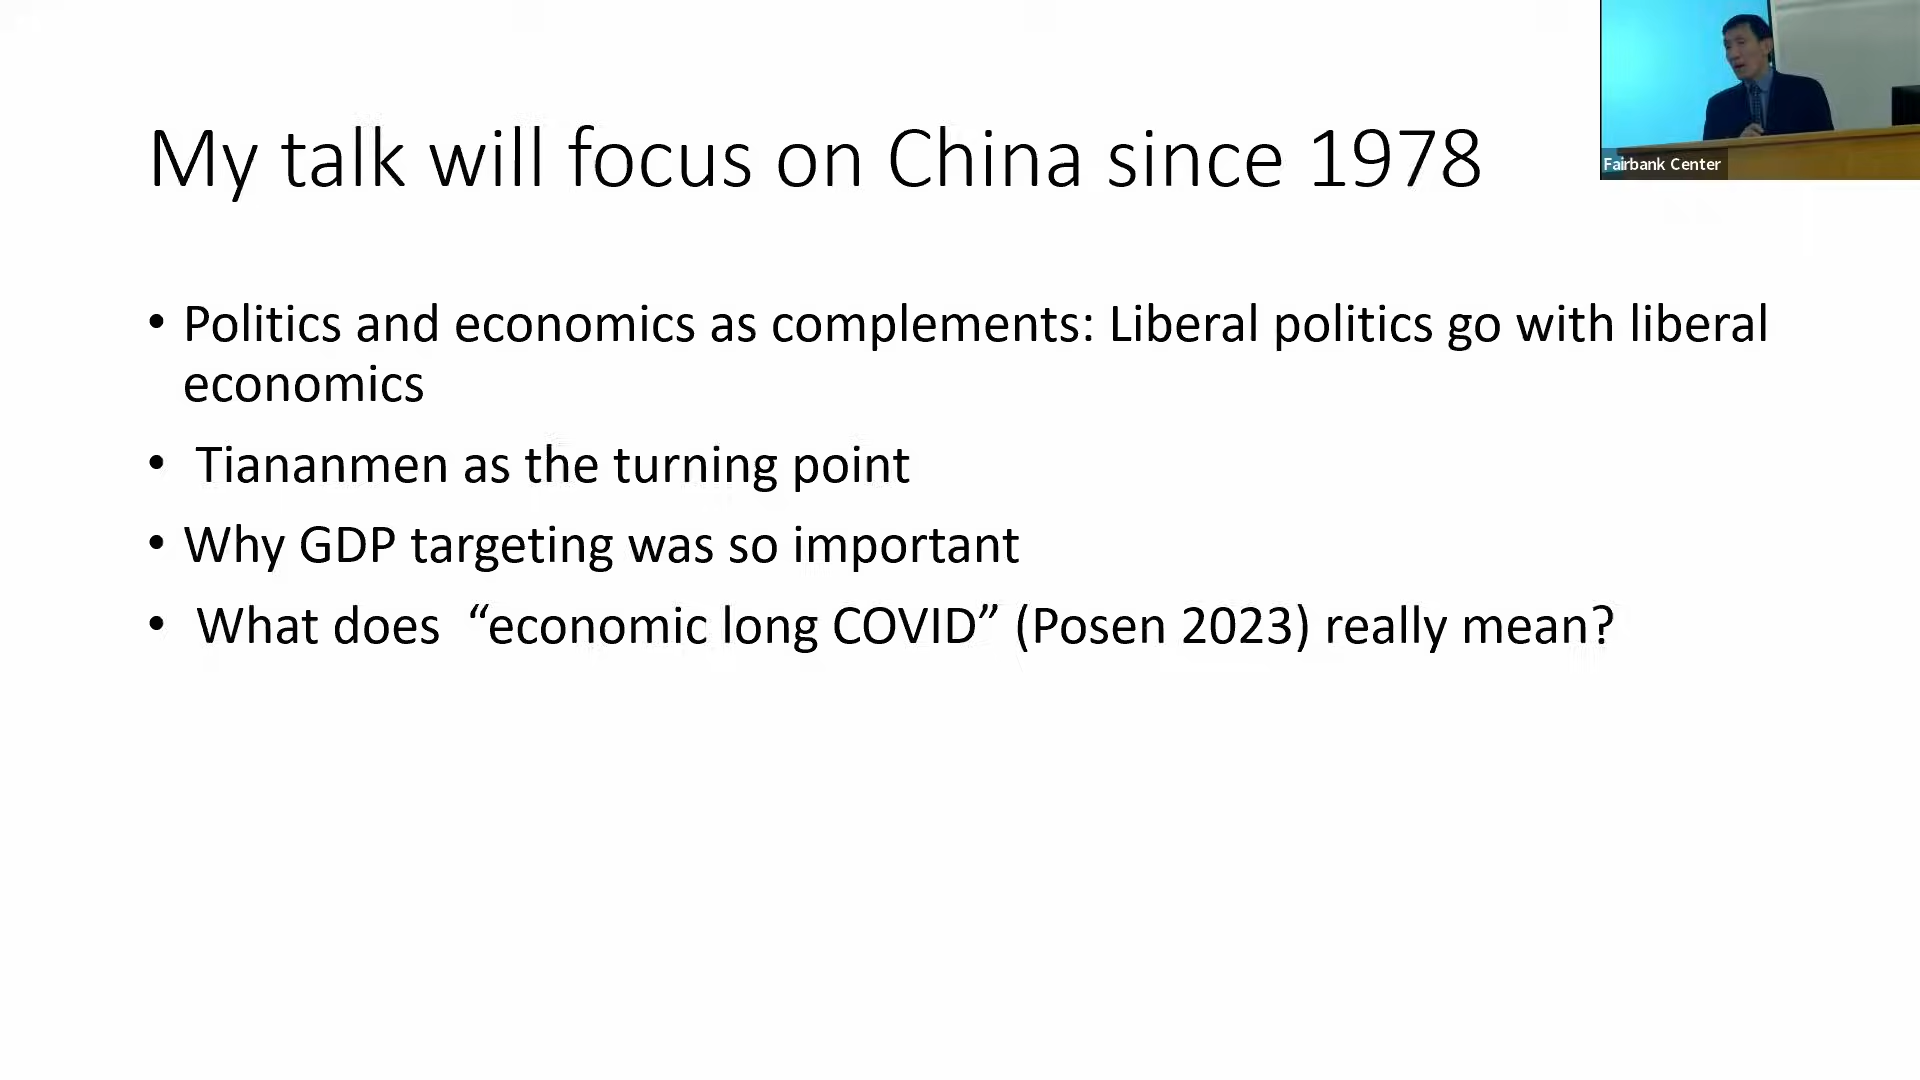 My talk will focus on China since 1978
Fairbank Center
• Politics and economics as complements: Liberal politics go with liberal
economics
• Tiananmen as the turning point
• Why GDP targeting was so important
• What does “economic long COVID” (Posen 2023) really mean?